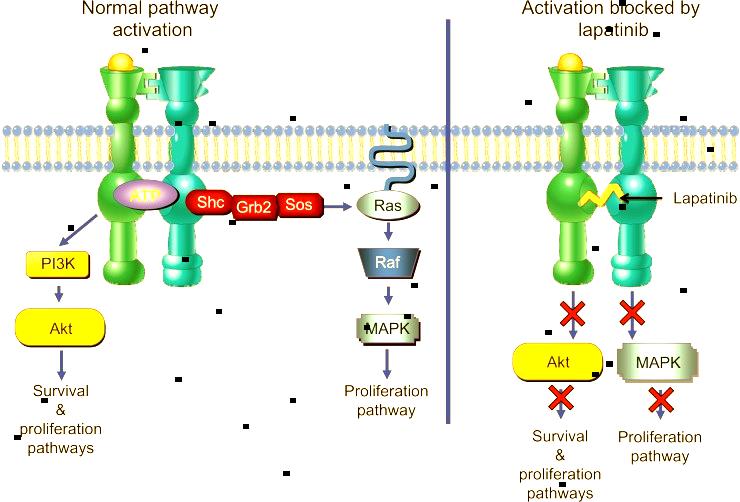 Normal pathway
activation
Activation blocked by
lapatinib
ATP
Shc
Grb2
Sos
Ras
Lapatinib
PI3K
Raf
Akt
MAPK
Akt
MAPK
Survival
&
proliferation
pathways
Proliferation
pathway
Survival
&
proliferation
pathways
Proliferation
pathway